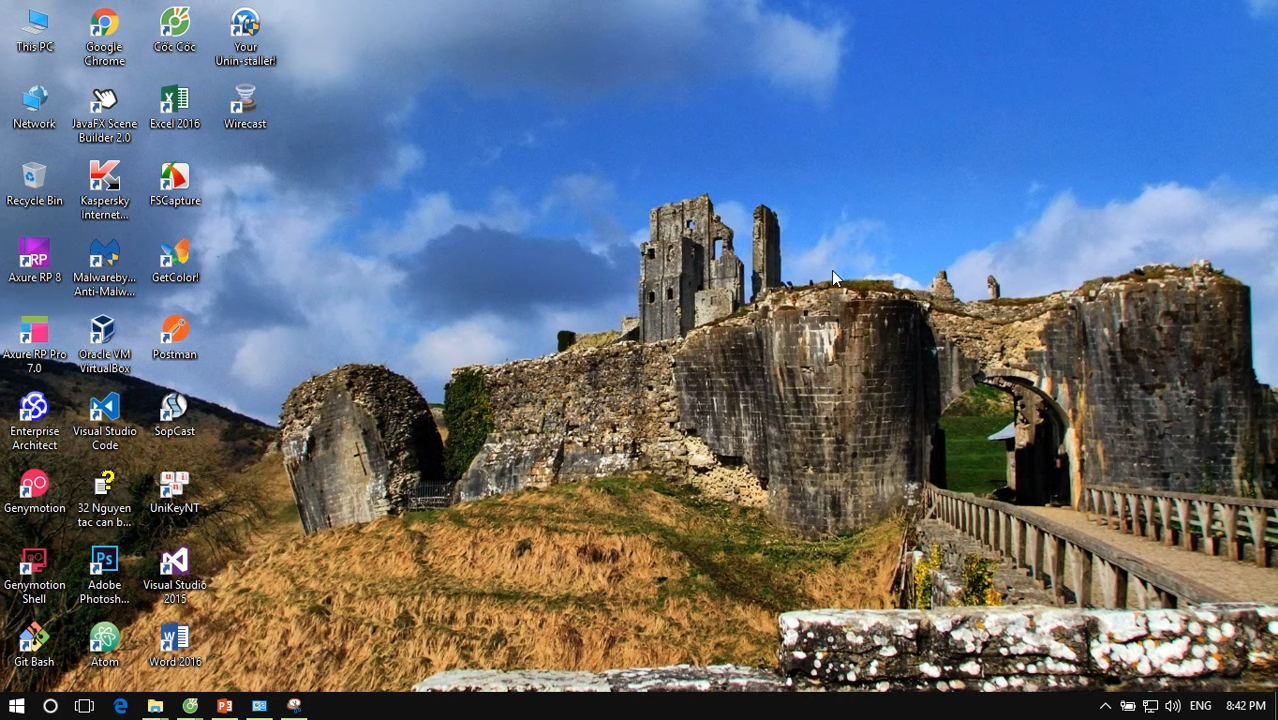 This PC
Google
Chrome
Cốc Cốc
Your
Unin-staller!
Network
JavaFX Scene
Builder 2.0
Excel 2016
Wirecast
Recycle Bin
Kaspersky
Internet...
FSCapture
RP
Axure RP 8
Malwareby...
Anti-Malw...
GetColor!
Axure RP Pro
7.0
Oracle VM
VirtualBox
Postman
Enterprise
Architect
Visual Studio
Code
SopCast
Genymotion
32 Nguyen
tac can b...
UniKeyNT
Genymotion
Shell
Ps
Adobe
Photosh...
Visual Studio
2015
Git Bash
Atom
Word 2016
ENG
8:42 PM